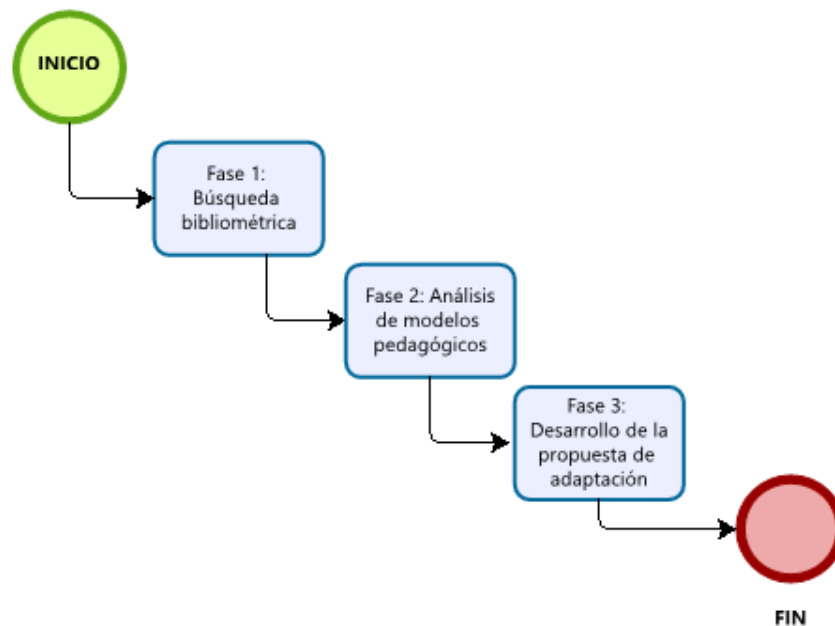 INICIO
Fase 1:
Búsqueda
bibliométrica
Fase 2: Análisis
de modelos
pedagógicos
Fase 3:
Desarrollo de la
propuesta de
adaptación
FIN